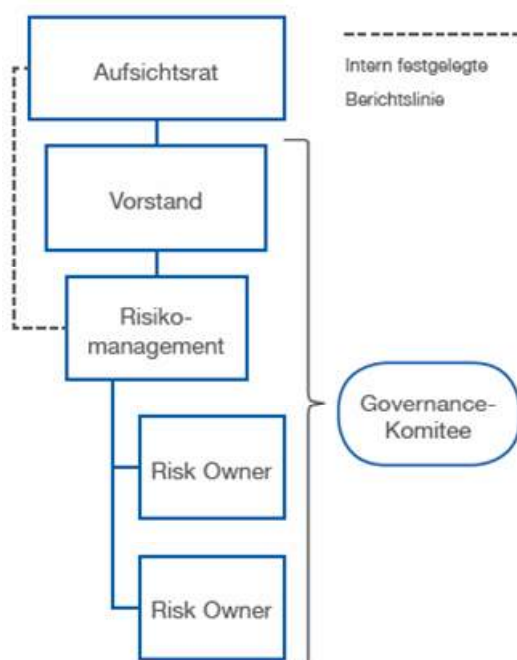 Aufsichtsrat
Intern festgelegte
Berichtslinie
Vorstand
Risiko-
management
Governance-
Komitee
Risk Owner
Risk Owner